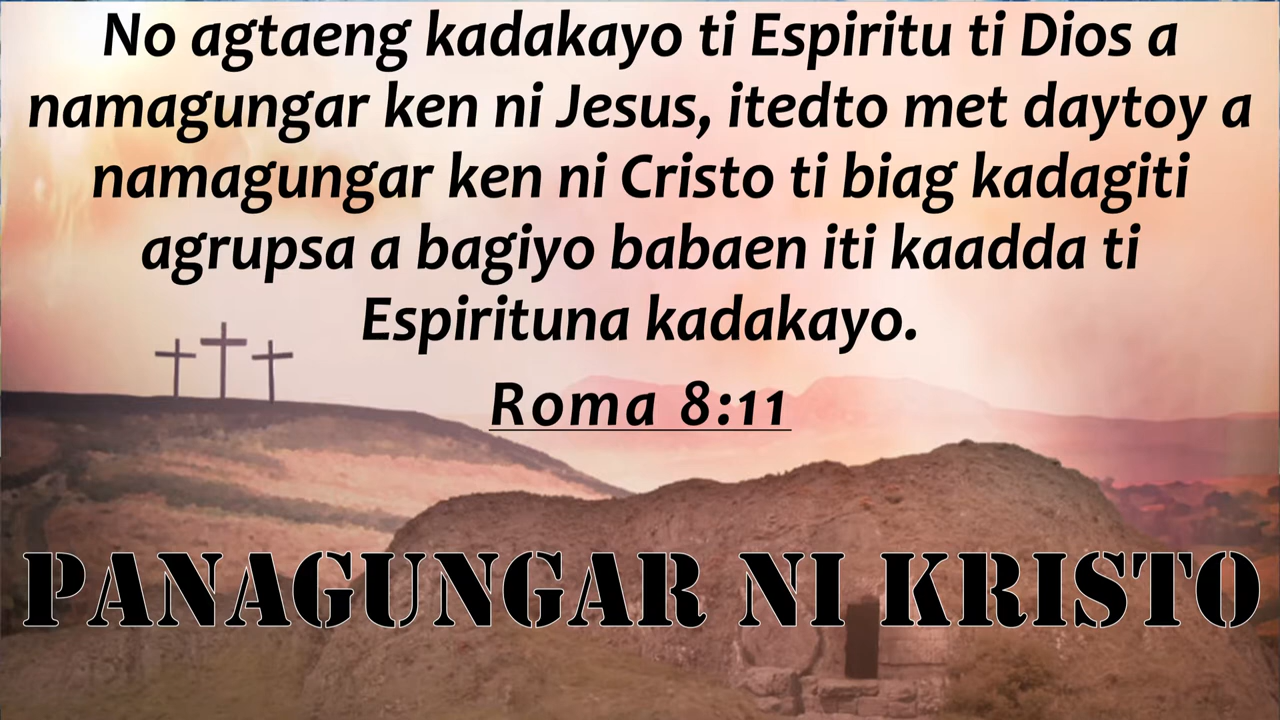 No agtaeng kadakayo ti Espiritu ti Dios a
namagungar ken ni Jesus, itedto met daytoy a
namagungar ken ni Cristo ti biag kadagiti
agrupsa a bagiyo babaen iti kaadda ti
Espirituna kadakayo.
Roma 8:11
PANAGUNGAR NI KRISTO